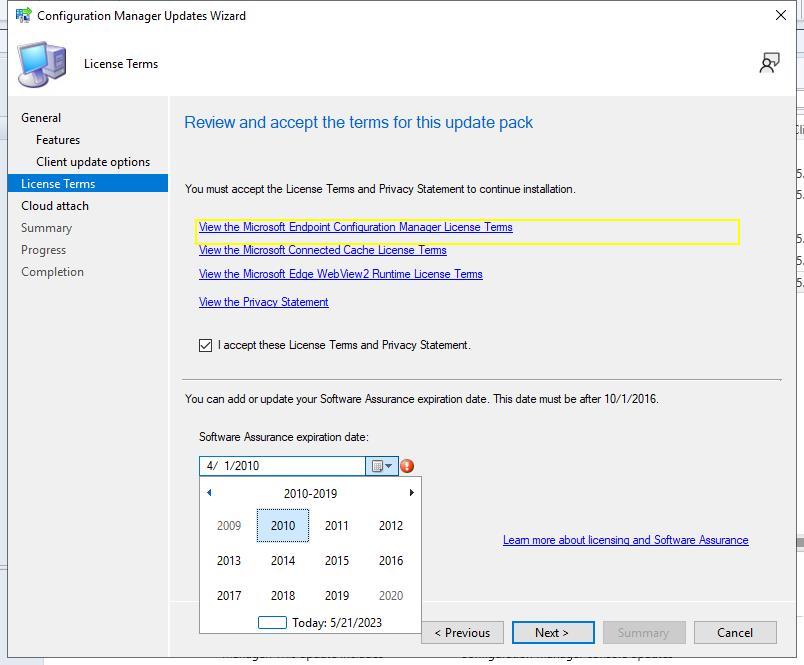 Configuration Manager Updates Wizard
License Terms
General
Features
Client update options
License Terms
Cloud attach
Summary
Progress
Completion
Review and accept the terms for this update pack
You must accept the License Terms and Privacy Statement to continue installation.
View the Microsoft Endpoint Configuration Manager License Terms
View the Microsoft Connected Cache License Terms
View the Microsoft Edge WebView2 Runtime License Terms
View the Privacy Statement
I accept these License Terms and Privacy Statement.
You can add or update your Software Assurance expiration date. This date must be after 10/1/2016.
Software Assurance expiration date:
4/ 1/2010
2010-2019
2009 2010 2011 2012
2013 2014 2015 2016
2017 2018 2019 2020
Today: 5/21/2023
Learn more about licensing and Software Assurance
< Previous Next > Summary Cancel